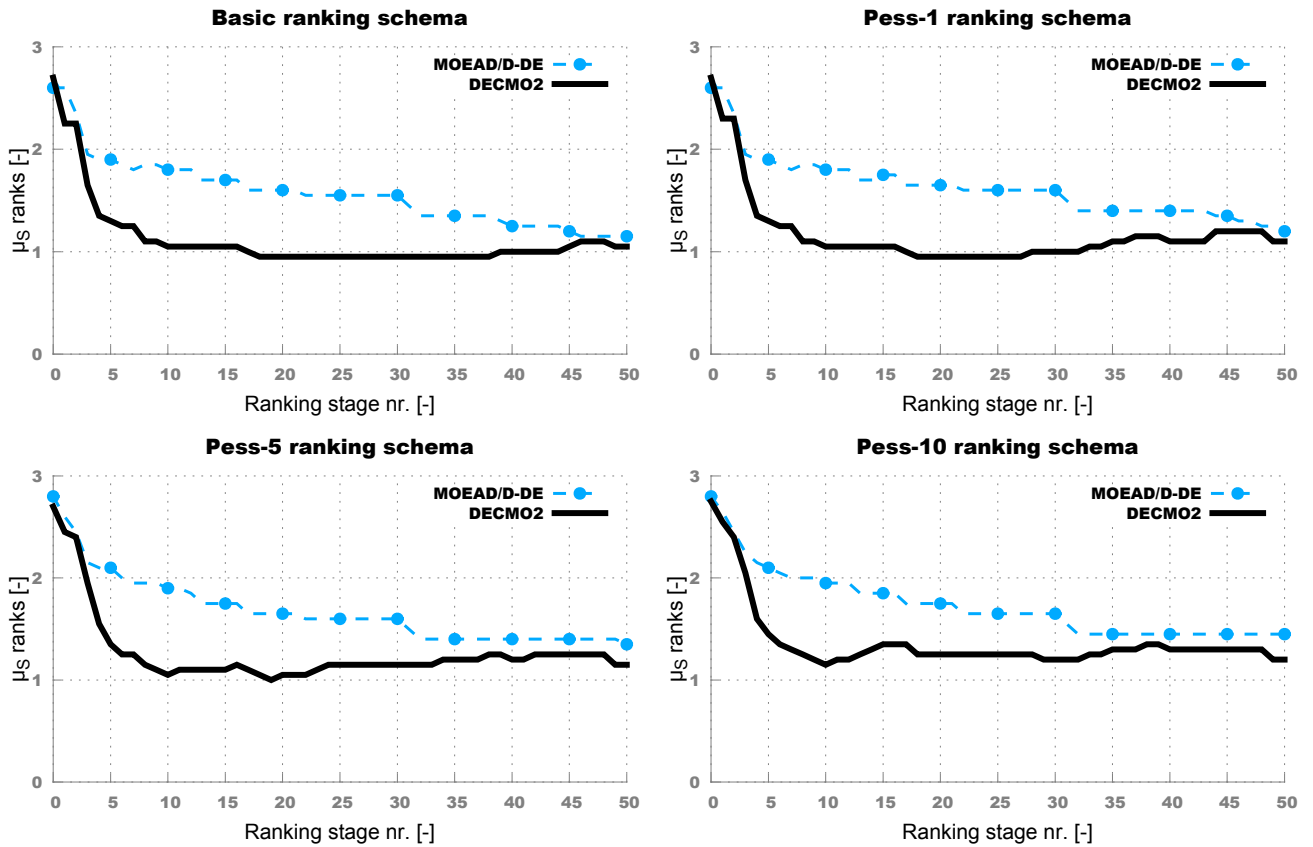 Basic ranking schema
3
2
1
0
μS ranks [-]
MOEAD/D-DE
DECMO2
0 5 10 15 20 25 30 35 40 45 50
Ranking stage nr. [-]
Pess-1 ranking schema
3
2
1
0
μS ranks [-]
MOEAD/D-DE
DECMO2
0 5 10 15 20 25 30 35 40 45 50
Ranking stage nr. [-]
Pess-5 ranking schema
3
2
1
0
μS ranks [-]
MOEAD/D-DE
DECMO2
0 5 10 15 20 25 30 35 40 45 50
Ranking stage nr. [-]
Pess-10 ranking schema
3
2
1
0
μS ranks [-]
MOEAD/D-DE
DECMO2
0 5 10 15 20 25 30 35 40 45 50
Ranking stage nr. [-]